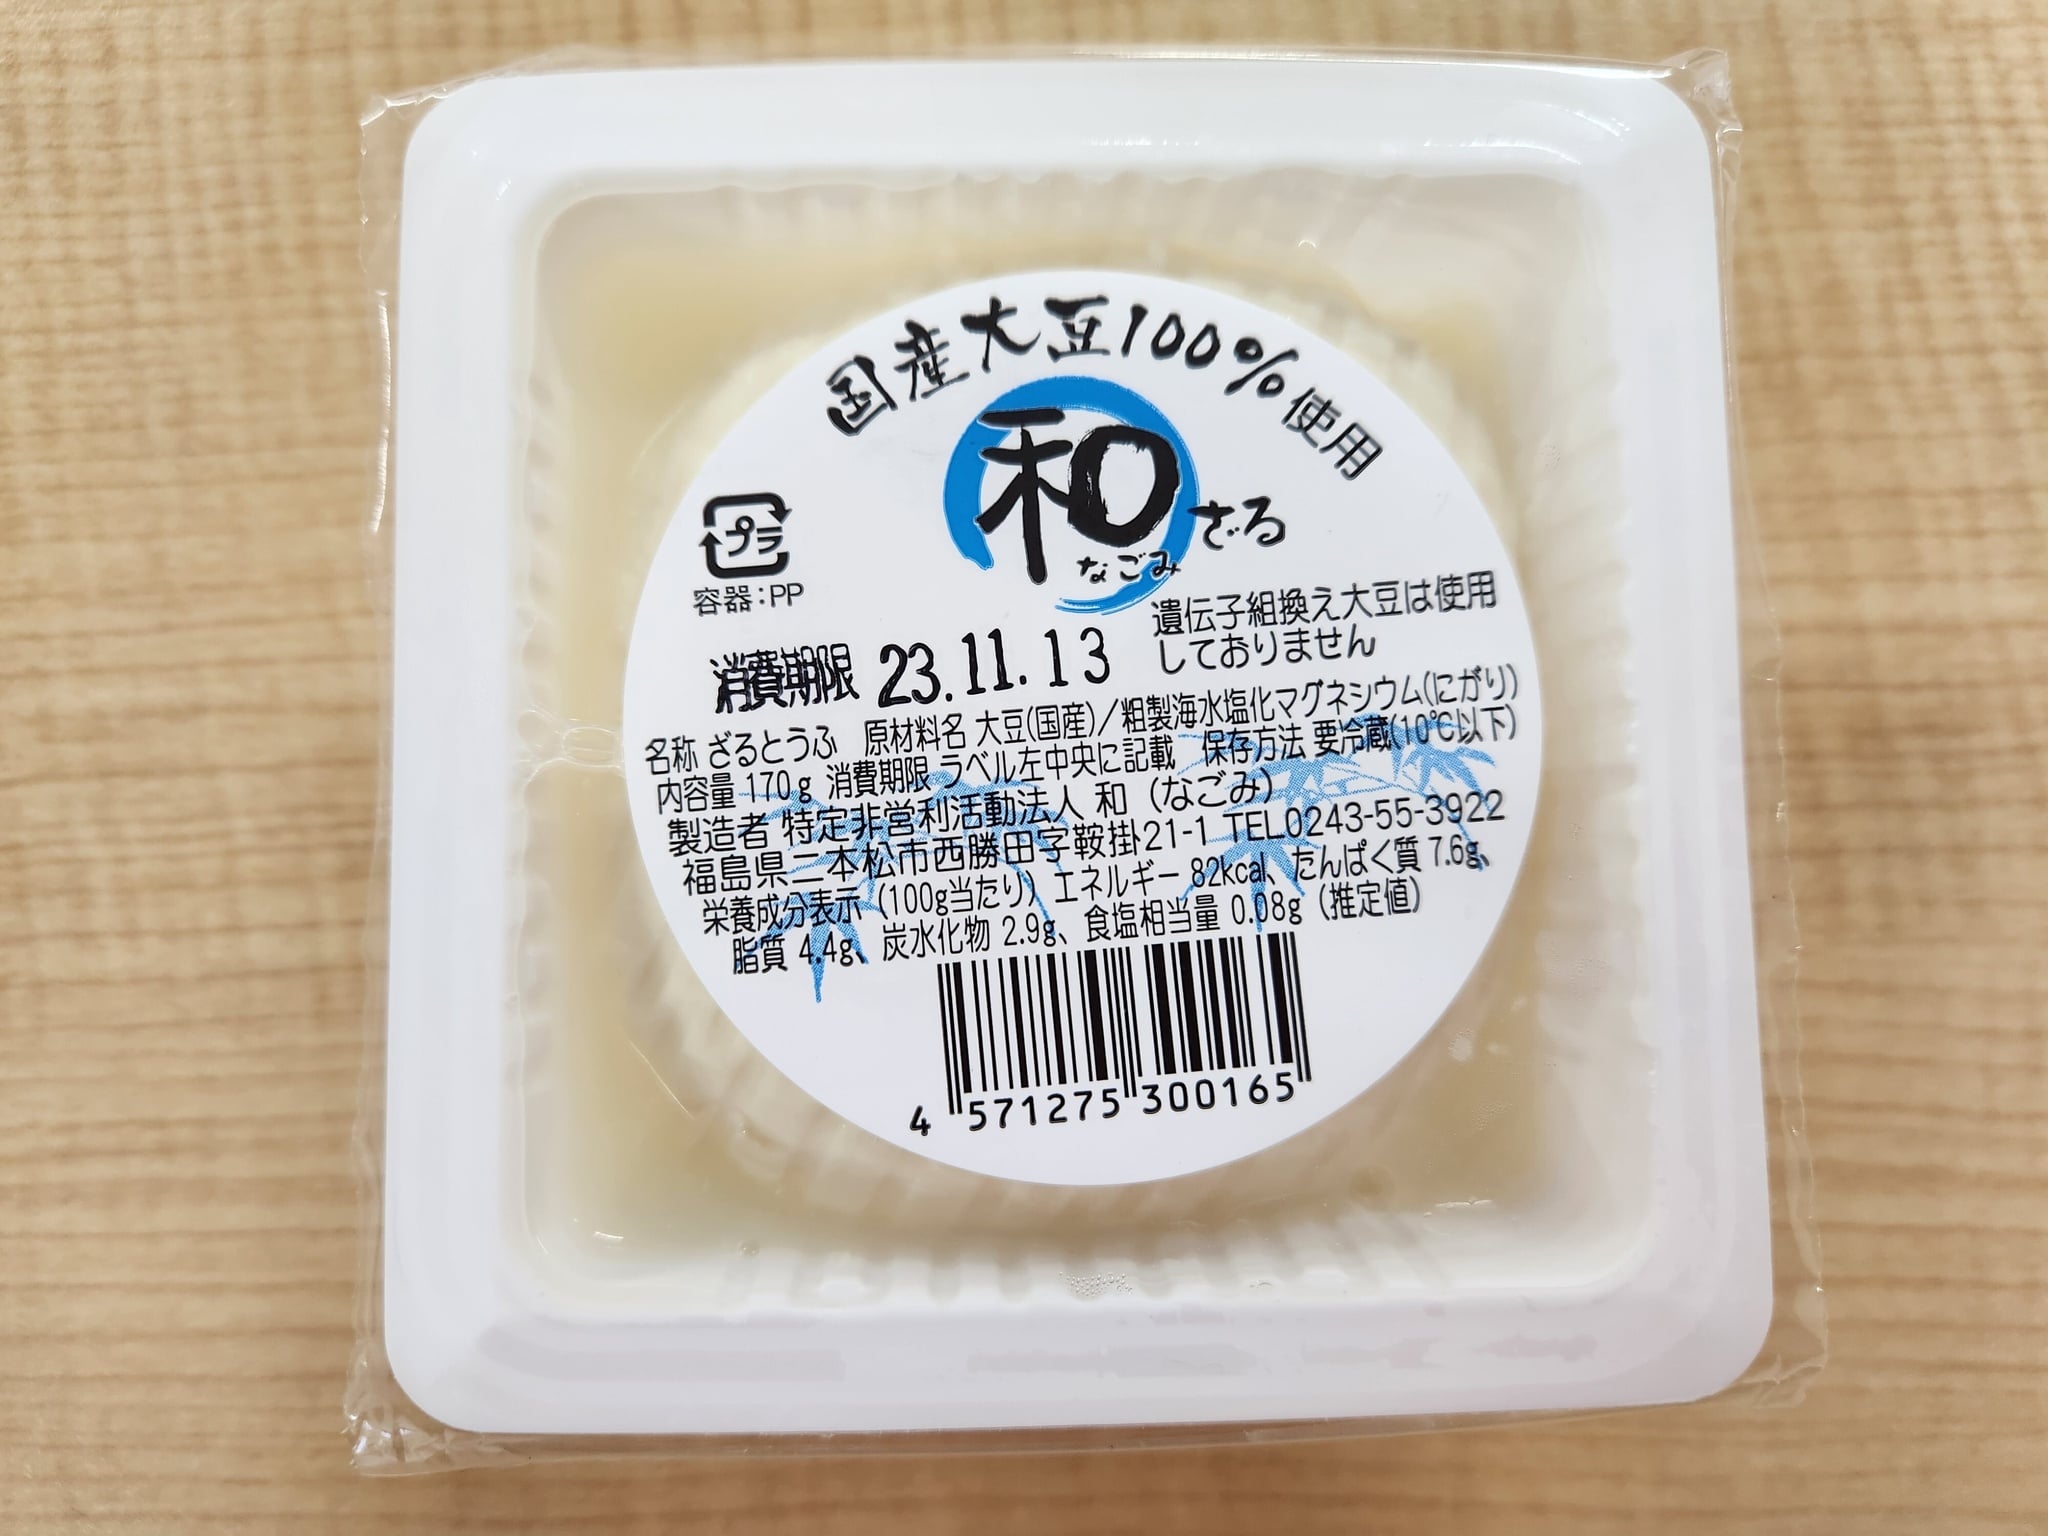 国産大豆100%使用
和ざる
なごみ
プラ
容器:PP
遺伝子組換え大豆は使用
しておりません
消費期限 23.11.13
名称 ざるとうふ 原材料名 大豆(国産)/粗製海水塩化マグネシウム(にがり)
内容量 170g 消費期限 ラベル左中央に記載 保存方法 要冷蔵(10℃以下)
製造者 特定非営利活動法人 和(なごみ)
福島県二本松市西勝田字鞍掛21-1 TEL0243-55-3922
栄養成分表示(100g当たり)エネルギー 82kcal、たんぱく質 7.6g、
脂質 4.4g、炭水化物 2.9g、食塩相当量 0.08g(推定値)
4 571275 300165